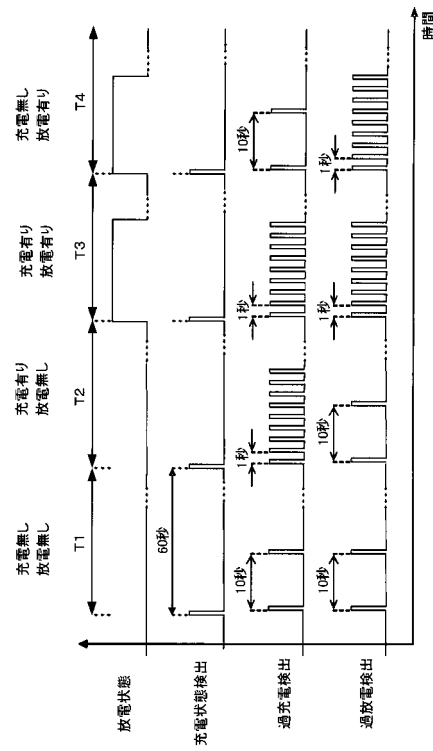 充電無し
放電無し
充電有り
放電無し
充電有り
放電有り
充電無し
放電有り
T1
T2
T3
T4
放電状態
充電状態検出
60秒
過充電検出
10秒
1秒
1秒
10秒
過放電検出
10秒
10秒
1秒
1秒
時間